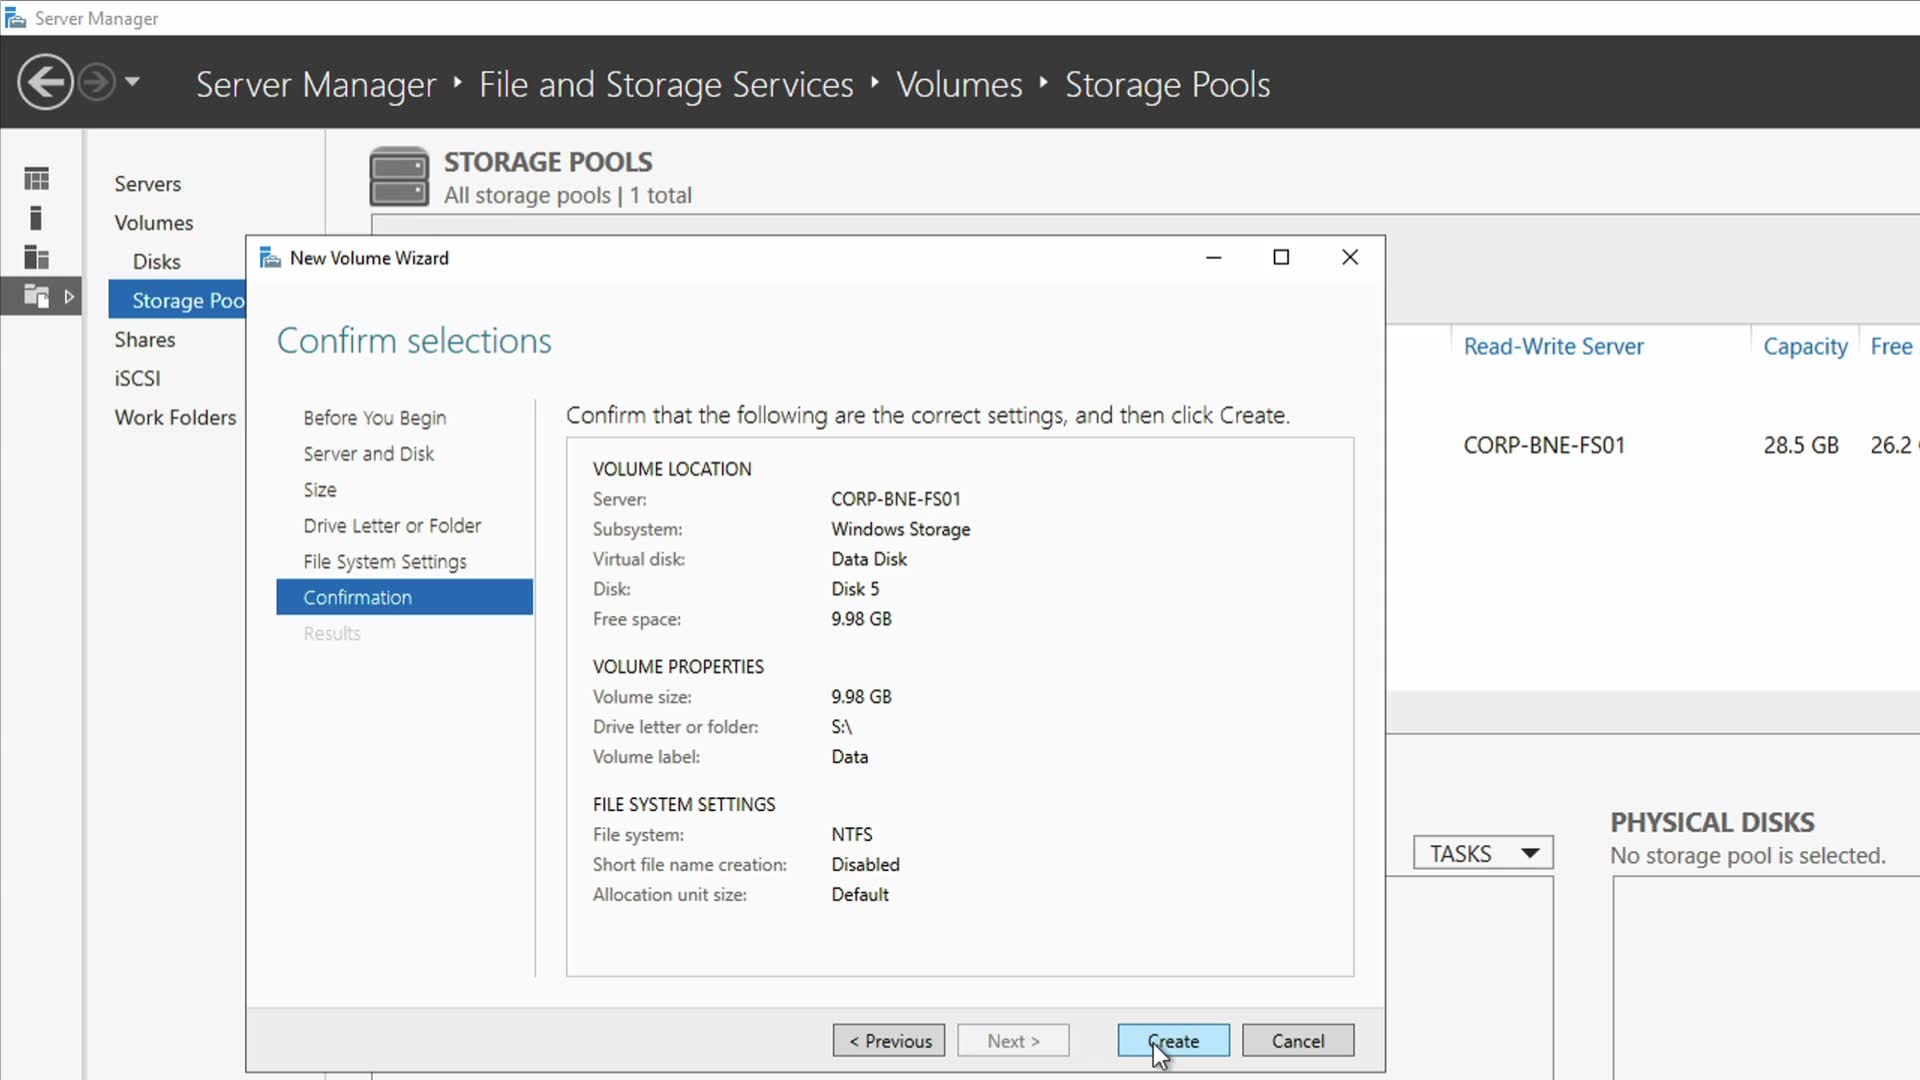 Server Manager
Server Manager ‣ File and Storage Services ‣ Volumes ‣ Storage Pools
Servers
Volumes
Disks
Storage Poo
Shares
iSCSI
Work Folders
STORAGE POOLS
All storage pools | 1 total
Read-Write Server Capacity Free
CORP-BNE-FS01 28.5 GB 26.2
New Volume Wizard
Confirm selections
Before You Begin
Server and Disk
Size
Drive Letter or Folder
File System Settings
Confirmation
Results
Confirm that the following are the correct settings, and then click Create.
VOLUME LOCATION
Server: CORP-BNE-FS01
Subsystem: Windows Storage
Virtual disk: Data Disk
Disk: Disk 5
Free space: 9.98 GB
VOLUME PROPERTIES
Volume size: 9.98 GB
Drive letter or folder: S:\
Volume label: Data
FILE SYSTEM SETTINGS
File system: NTFS
Short file name creation: Disabled
Allocation unit size: Default
< Previous
Next >
Create
Cancel
TASKS
PHYSICAL DISKS
No storage pool is selected.